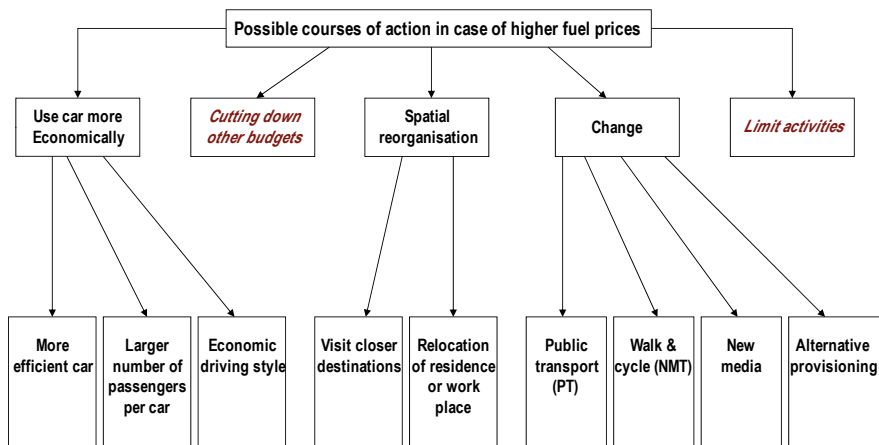 Possible courses of action in case of higher fuel prices
Use car more
Economically
Cutting down
other budgets
Spatial
reorganisation
Change
Limit activities
More
efficient car
Larger
number of
passengers
per car
Economic
driving style
Visit closer
destinations
Relocation
of residence
or work
place
Public
transport
(PT)
Walk &
cycle (NMT)
New
media
Alternative
provisioning